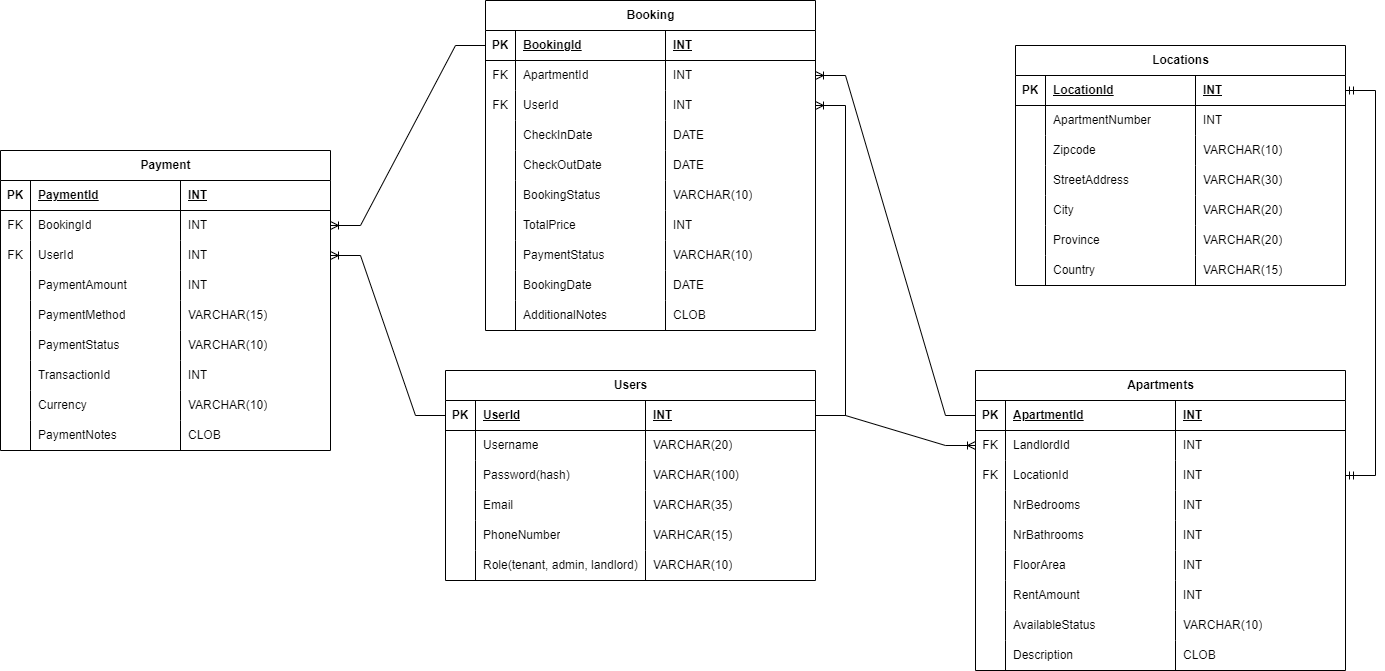 Booking
PK BookingId INT
FK ApartmentId INT
FK UserId INT
CheckInDate DATE
CheckOutDate DATE
BookingStatus VARCHAR(10)
TotalPrice INT
PaymentStatus VARCHAR(10)
BookingDate DATE
AdditionalNotes CLOB
Locations
PK LocationId INT
ApartmentNumber INT
Zipcode VARCHAR(10)
StreetAddress VARCHAR(30)
City VARCHAR(20)
Province VARCHAR(20)
Country VARCHAR(15)
Payment
PK PaymentId INT
FK BookingId INT
FK UserId INT
PaymentAmount INT
PaymentMethod VARCHAR(15)
PaymentStatus VARCHAR(10)
TransactionId INT
Currency VARCHAR(10)
PaymentNotes CLOB
Users
PK UserId INT
Username VARCHAR(20)
Password(hash) VARCHAR(100)
Email VARCHAR(35)
PhoneNumber VARHCAR(15)
Role(tenant, admin, landlord) VARCHAR(10)
Apartments
PK ApartmentId INT
FK LandlordId INT
FK LocationId INT
NrBedrooms INT
NrBathrooms INT
FloorArea INT
RentAmount INT
AvailableStatus VARCHAR(10)
Description CLOB